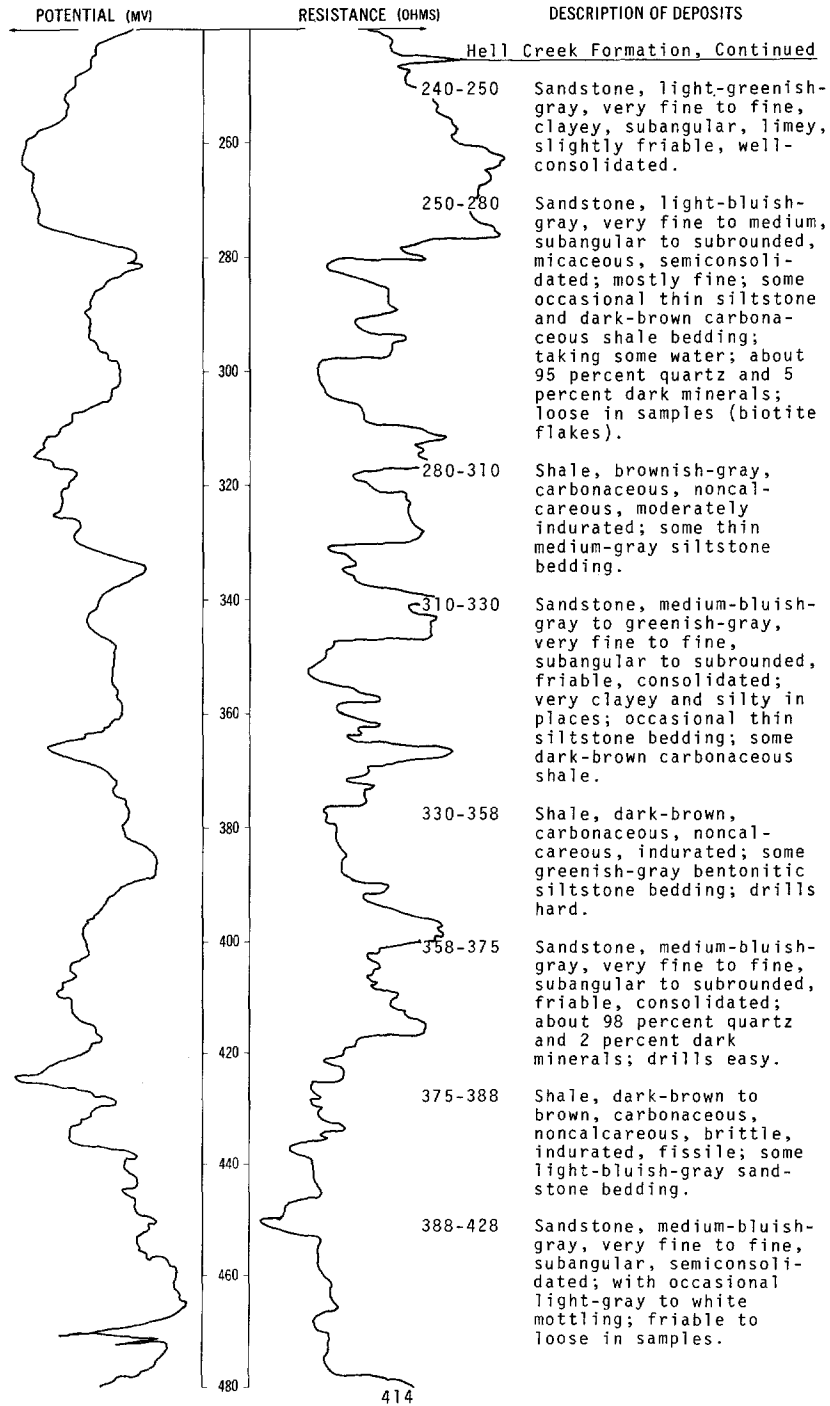 POTENTIAL (MV)
RESISTANCE (OHMS)
DESCRIPTION OF DEPOSITS
Hell Creek Formation, Continued
240-250 Sandstone, light-greenish-
gray, very fine to fine,
clayey, subangular, limey,
slightly friable, well-
consolidated.
250-280 Sandstone, light-bluish-
gray, very fine to medium,
subangular to subrounded,
micaceous, semiconsoli-
dated; mostly fine; some
occasional thin siltstone
and dark-brown carbona-
ceous shale bedding;
taking some water; about
95 percent quartz and 5
percent dark minerals;
loose in samples (biotite
flakes).
280-310 Shale, brownish-gray,
carbonaceous, noncal-
careous, moderately
indurated; some thin
medium-gray siltstone
bedding.
310-330 Sandstone, medium-bluish-
gray to greenish-gray,
very fine to fine,
subangular to subrounded,
friable, consolidated;
very clayey and silty in
places; occasional thin
siltstone bedding; some
dark-brown carbonaceous
shale.
330-358 Shale, dark-brown,
carbonaceous, noncal-
careous, indurated; some
greenish-gray bentonitic
siltstone bedding; drills
hard.
358-375 Sandstone, medium-bluish-
gray, very fine to fine,
subangular to subrounded,
friable, consolidated;
about 98 percent quartz
and 2 percent dark
minerals; drills easy.
375-388 Shale, dark-brown to
brown, carbonaceous,
noncalcareous, brittle,
indurated, fissile; some
light-bluish-gray sand-
stone bedding.
388-428 Sandstone, medium-bluish-
gray, very fine to fine,
subangular, semiconsoli-
dated; with occasional
light-gray to white
mottling; friable to
loose in samples.
260
280
300
320
340
360
380
400
420
440
460
480
414